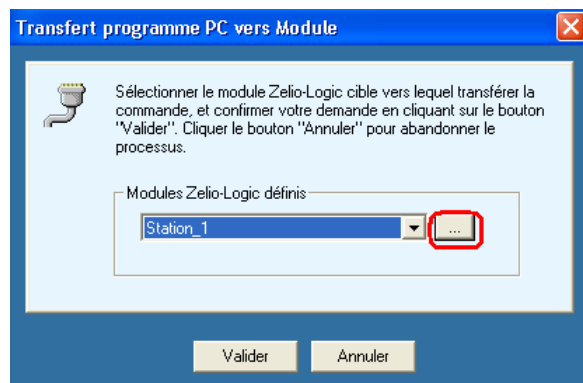 Transfert programme PC vers Module
Sélectionner le module Zelio-Logic cible vers lequel transférer la
commande, et confirmer votre demande en cliquant sur le bouton
"Valider". Cliquer le bouton "Annuler" pour abandonner le
processus.
Modules Zelio-Logic définis
Station_1
...
Valider
Annuler